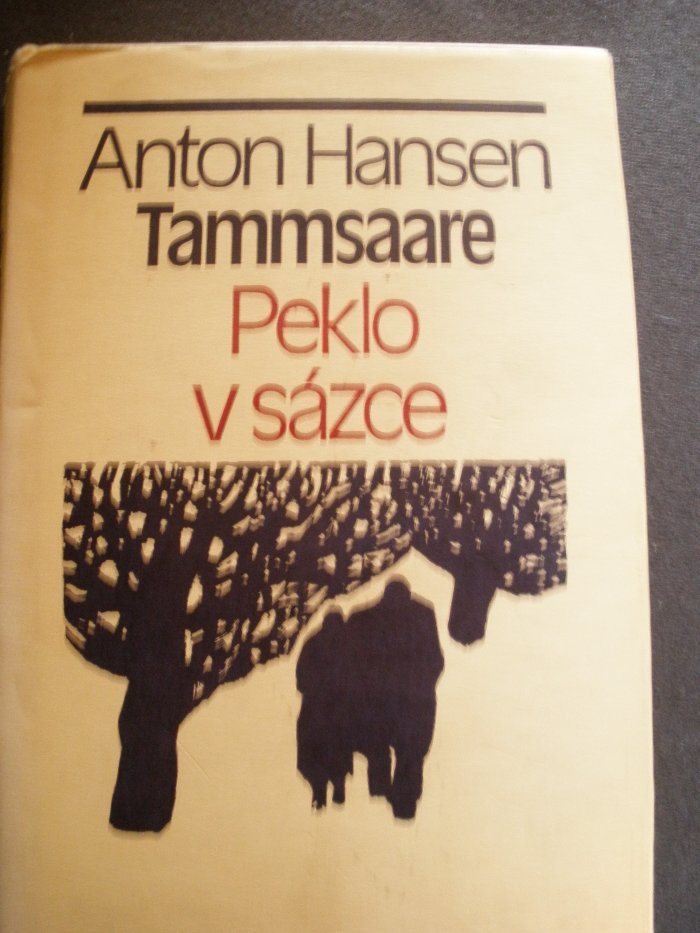 Anton Hansen
Tammsaare
Peklo
v sázce